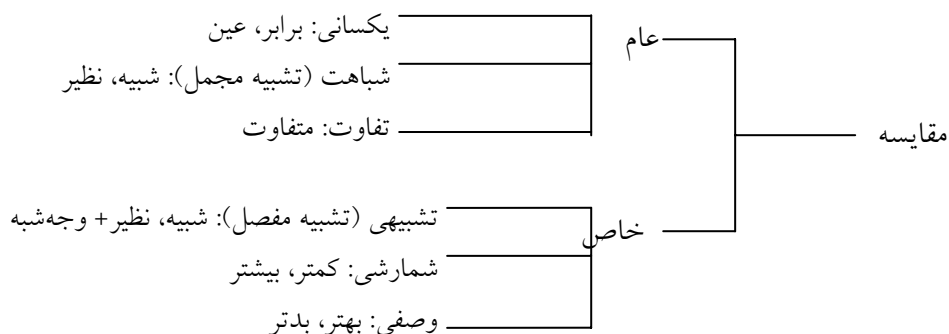 مقایسه
عام
یکسانی: برابر، عین
شباهت (تشبیه مجمل): شبیه، نظیر
تفاوت: متفاوت
خاص
تشبیهی (تشبیه مفصل): شبیه، نظیر+ وجه‌شبه
شمارشی: کمتر، بیشتر
وصفی: بهتر، بدتر